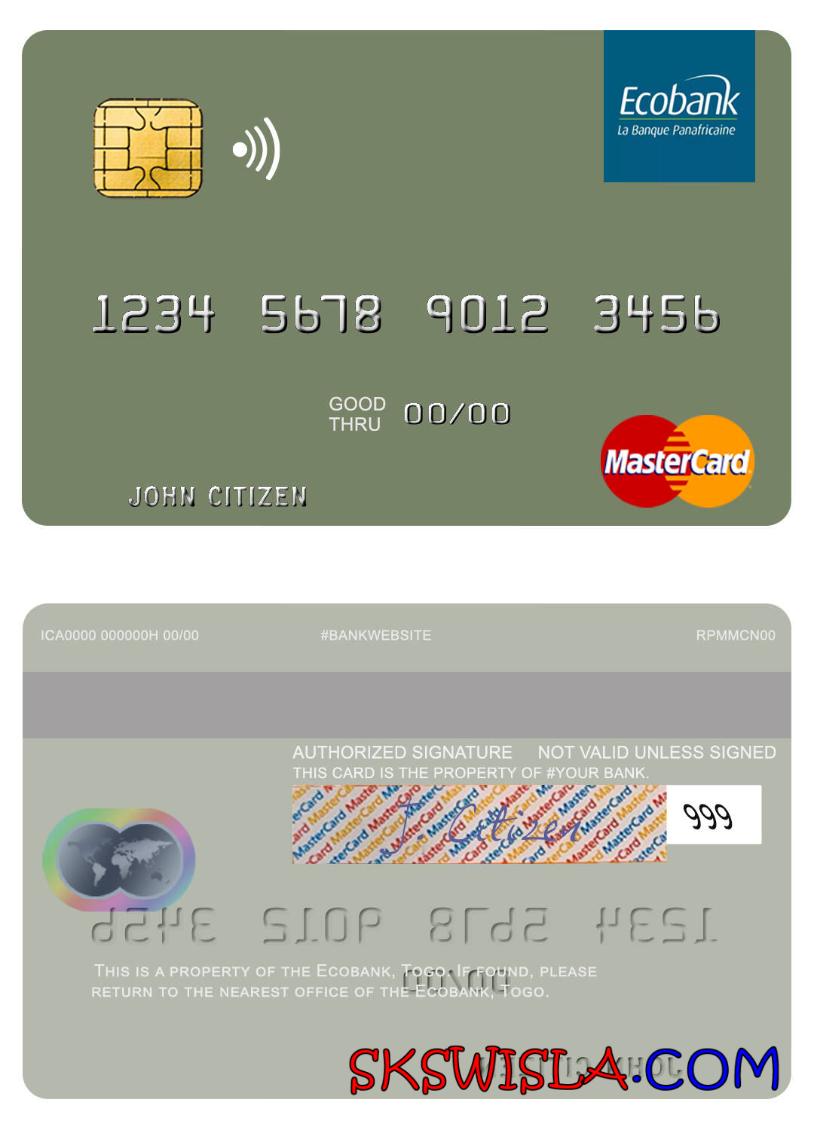 Ecobank
La Banque Panafricaine
1234 5678 9012 3456
GOOD THRU 00/00
MasterCard
JOHN CITIZEN
ICA0000 000000H 00/00 #BANKWEBSITE RPMMCN00
AUTHORIZED SIGNATURE NOT VALID UNLESS SIGNED
THIS CARD IS THE PROPERTY OF #YOUR BANK.
J Citizen 999
THIS IS A PROPERTY OF THE ECOBANK, TOGO. IF FOUND, PLEASE
RETURN TO THE NEAREST OFFICE OF THE ECOBANK, TOGO.
SKSWISLA.COM